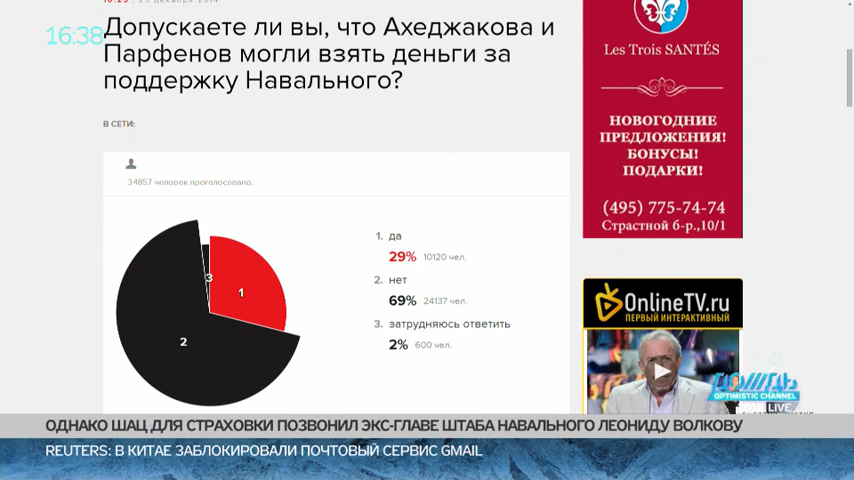 16:38
Допускаете ли вы, что Ахеджакова и
Парфенов могли взять деньги за
поддержку Навального?
В СЕТИ:
34857 человек проголосовало.
3
1
2
1. да
29% 10120 чел.
2. нет
69% 24137 чел.
3. затрудняюсь ответить
2% 600 чел.
Les Trois SANTÉS
НОВОГОДНИЕ
ПРЕДЛОЖЕНИЯ!
БОНУСЫ!
ПОДАРКИ!
(495) 775-74-74
Страстной б-р.,10/1
OnlineTV.ru
ПЕРВЫЙ ИНТЕРАКТИВНЫЙ
ДОЖДЬ
OPTIMISTIC CHANNEL
LIVE
ОДНАКО ШАЦ ДЛЯ СТРАХОВКИ ПОЗВОНИЛ ЭКС-ГЛАВЕ ШТАБА НАВАЛЬНОГО ЛЕОНИДУ ВОЛКОВУ
REUTERS: В КИТАЕ ЗАБЛОКИРОВАЛИ ПОЧТОВЫЙ СЕРВИС GMAIL